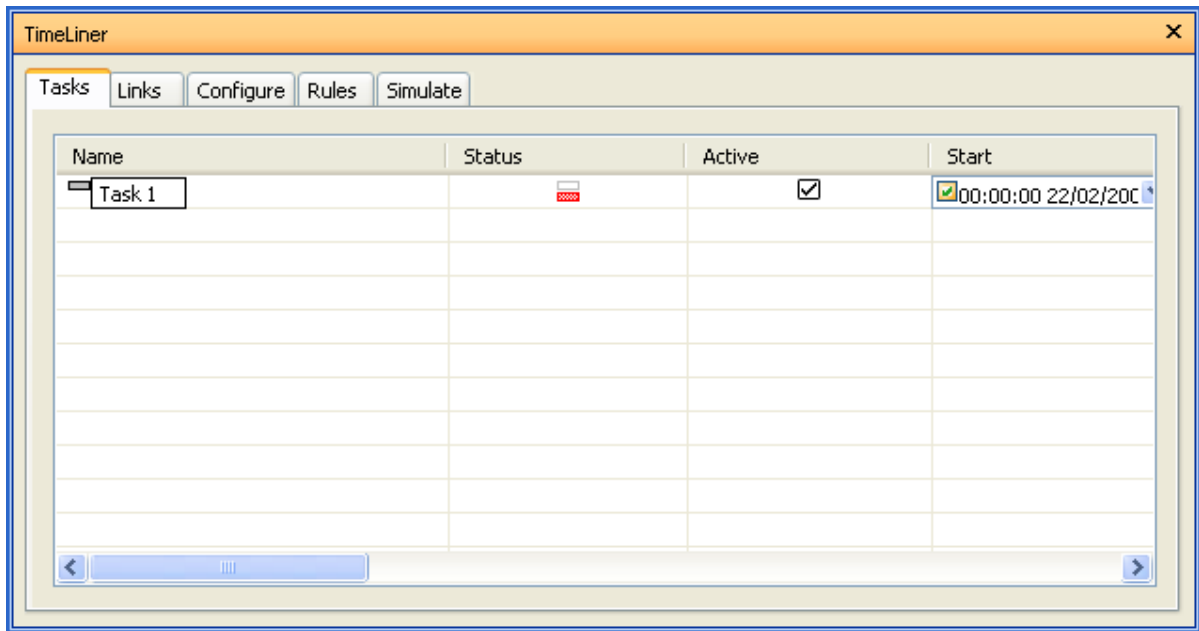 TimeLiner
Tasks Links Configure Rules Simulate
Name Status Active Start
Task 1 00:00:00 22/02/200